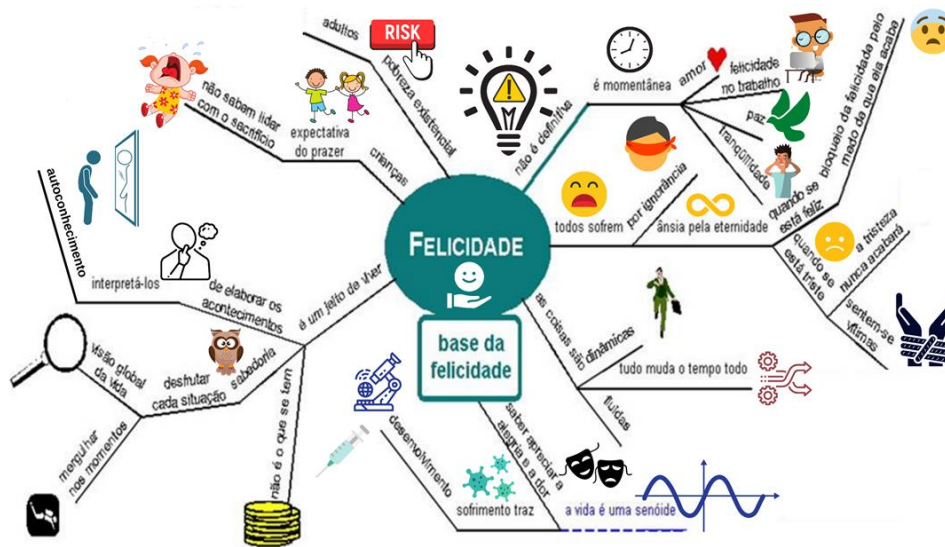 FELICIDADE
base da
felicidade
adultos
RISK
pobreza existencial
crianças
expectativa
do prazer
não sabem lidar
com o sacrifício
não é definitiva
é momentânea
amor
felicidade
no trabalho
paz
tranqüilidade
todos sofrem
por ignorância
ânsia pela eternidade
quando se
está feliz
bloqueio da felicidade pelo
medo de que ela acaba
quando se
está triste
a tristeza
nunca acabará
sentem-se
vítimas
as coisas são
dinâmicas
tudo muda o tempo todo
fluídas
saber apreciar a
alegria e a dor
a vida é uma senóide
sofrimento traz
desenvolvimento
é um jeito de viver
de elaborar os
acontecimentos
interpretá-los
autoconhecimento
sabedoria
desfrutar
cada situação
visão global
da vida
mergulhar
nos momentos
não é o que se tem